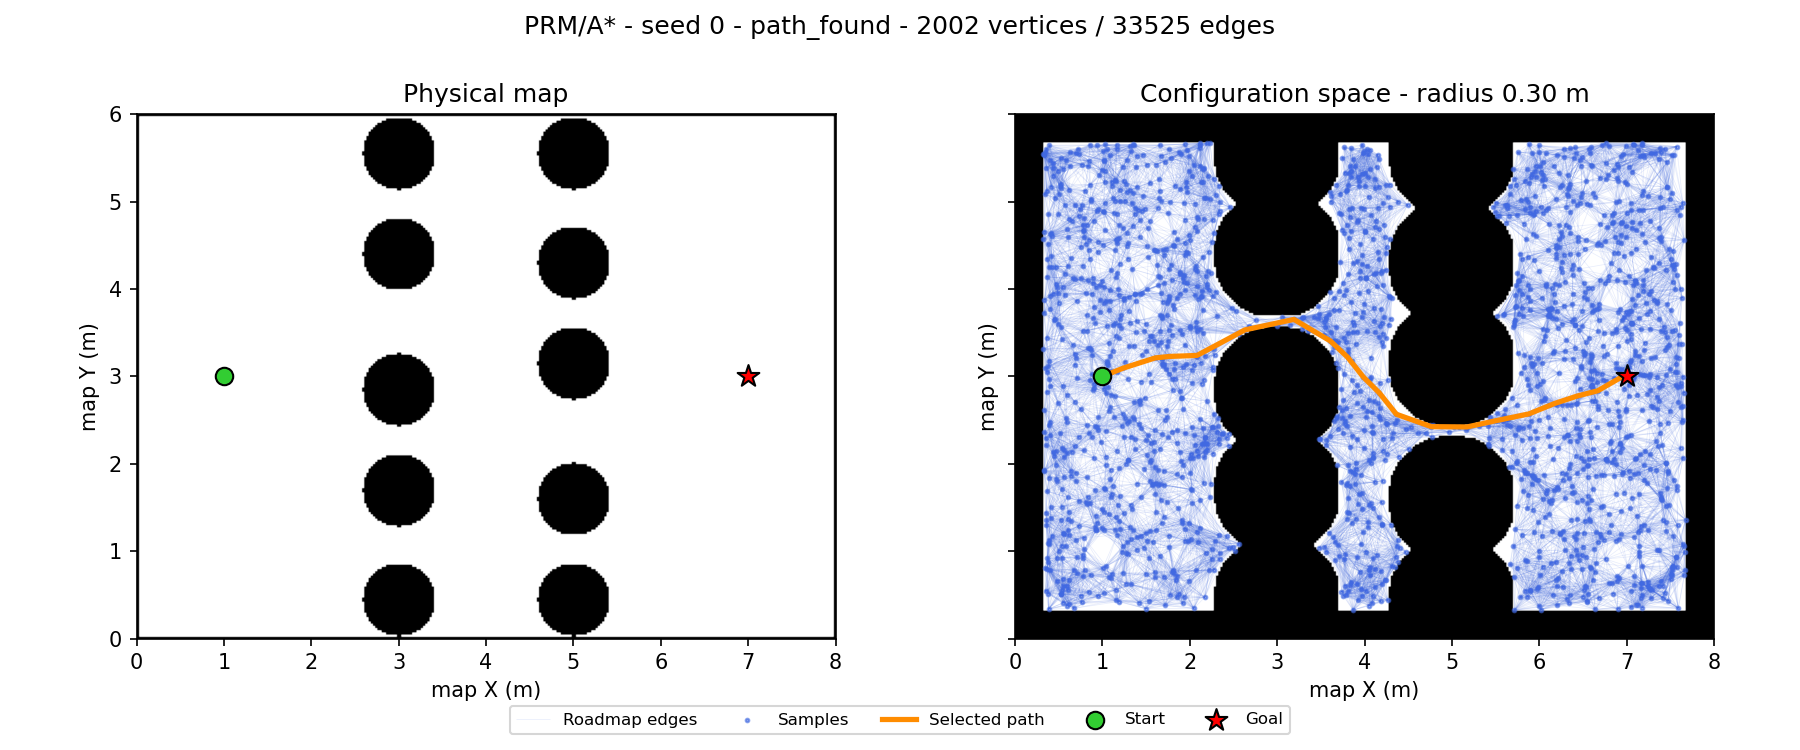 PRM/A* - seed 0 - path_found - 2002 vertices / 33525 edges
Physical map
Configuration space - radius 0.30 m
6
5
4
3
2
1
0
map Y (m)
map Y (m)
0 1 2 3 4 5 6 7 8
0 1 2 3 4 5 6 7 8
map X (m)
map X (m)
Roadmap edges Samples Selected path Start Goal